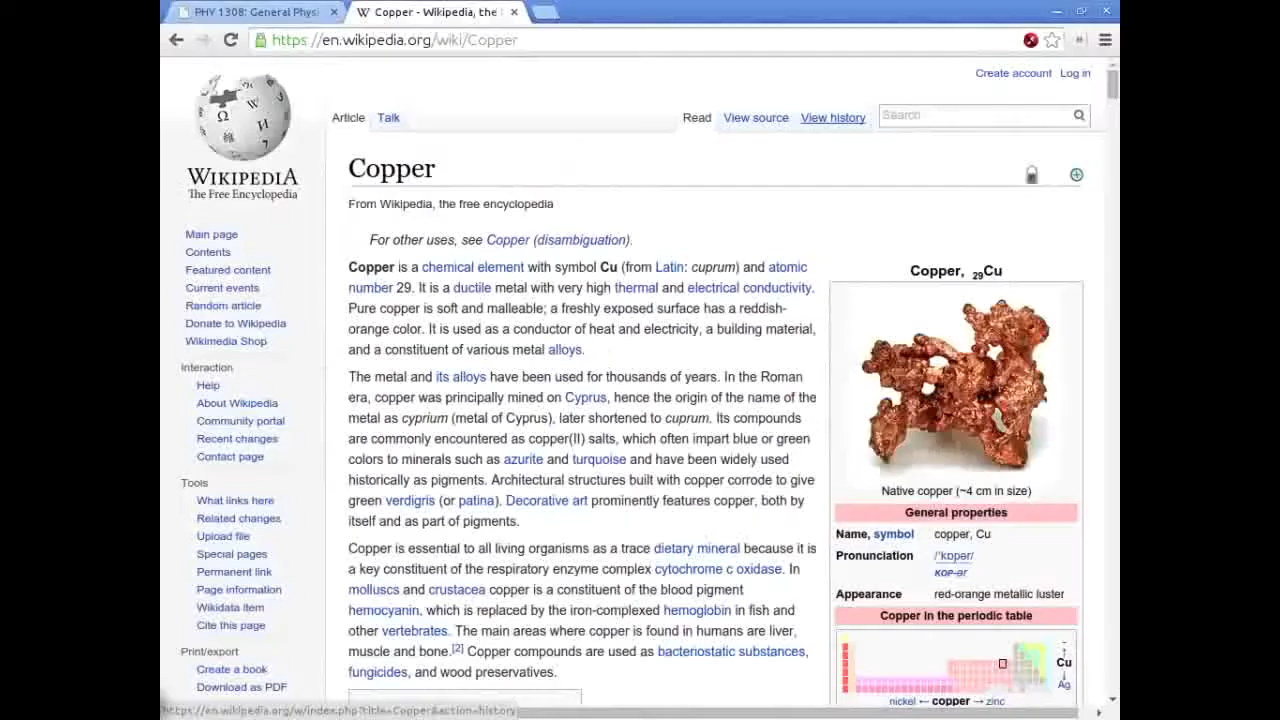 PHY 1308: General Physi
Copper - Wikipedia, the
https://en.wikipedia.org/wiki/Copper
Create account Log in
Article Talk Read View source View history Search
WIKIPEDIA
The Free Encyclopedia
Copper
From Wikipedia, the free encyclopedia
For other uses, see Copper (disambiguation).
Copper is a chemical element with symbol Cu (from Latin: cuprum) and atomic
number 29. It is a ductile metal with very high thermal and electrical conductivity.
Pure copper is soft and malleable; a freshly exposed surface has a reddish-
orange color. It is used as a conductor of heat and electricity, a building material,
and a constituent of various metal alloys.
The metal and its alloys have been used for thousands of years. In the Roman
era, copper was principally mined on Cyprus, hence the origin of the name of the
metal as cyprium (metal of Cyprus), later shortened to cuprum. Its compounds
are commonly encountered as copper(II) salts, which often impart blue or green
colors to minerals such as azurite and turquoise and have been widely used
historically as pigments. Architectural structures built with copper corrode to give
green verdigris (or patina). Decorative art prominently features copper, both by
itself and as part of pigments.
Copper is essential to all living organisms as a trace dietary mineral because it is
a key constituent of the respiratory enzyme complex cytochrome c oxidase. In
molluscs and crustacea copper is a constituent of the blood pigment
hemocyanin, which is replaced by the iron-complexed hemoglobin in fish and
other vertebrates. The main areas where copper is found in humans are liver,
muscle and bone.[2] Copper compounds are used as bacteriostatic substances,
fungicides, and wood preservatives.
Main page
Contents
Featured content
Current events
Random article
Donate to Wikipedia
Wikimedia Shop
Interaction
Help
About Wikipedia
Community portal
Recent changes
Contact page
Tools
What links here
Related changes
Upload file
Special pages
Permanent link
Page information
Wikidata item
Cite this page
Print/export
Create a book
Download as PDF
Copper, 29Cu
Native copper (~4 cm in size)
General properties
Name, symbol copper, Cu
Pronunciation /ˈkɒpər/
KOP-ər
Appearance red-orange metallic luster
Copper in the periodic table
-
↑
Cu
↓
Ag
nickel ← copper → zinc
https://en.wikipedia.org/w/index.php?title=Copper&action=history